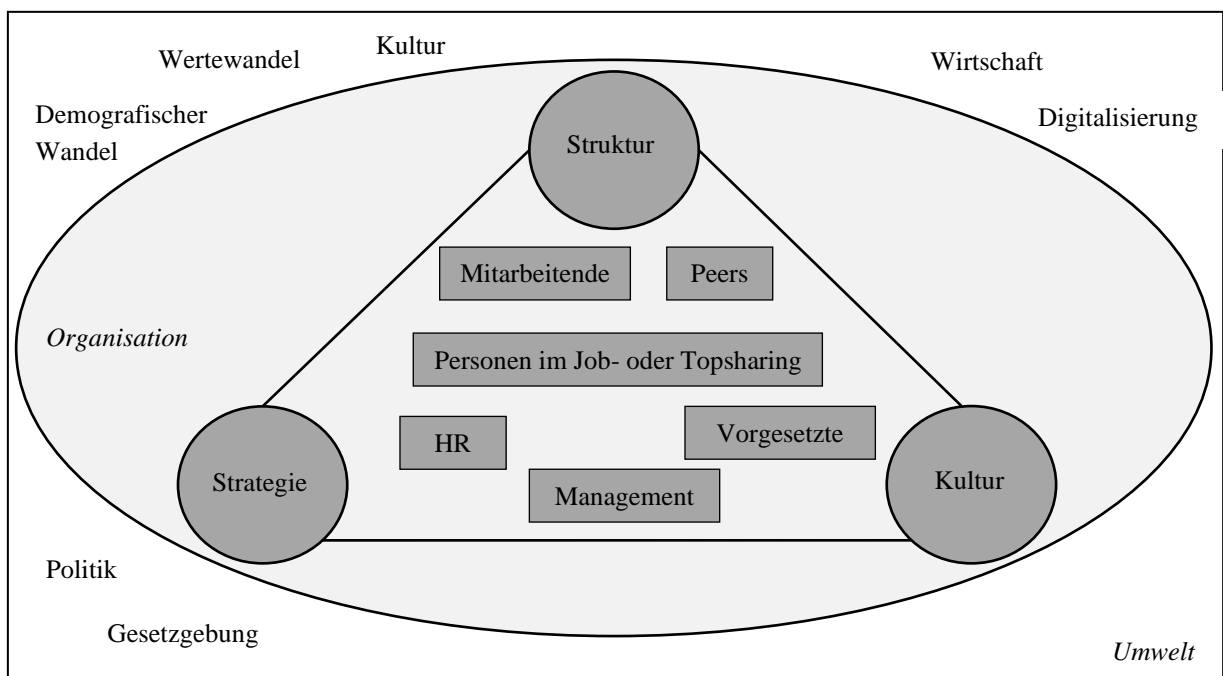 Kultur
Wertewandel
Wirtschaft
Demografischer
Wandel
Digitalisierung
Struktur
Mitarbeitende
Peers
Organisation
Personen im Job- oder Topsharing
HR
Vorgesetzte
Strategie
Kultur
Management
Politik
Gesetzgebung
Umwelt